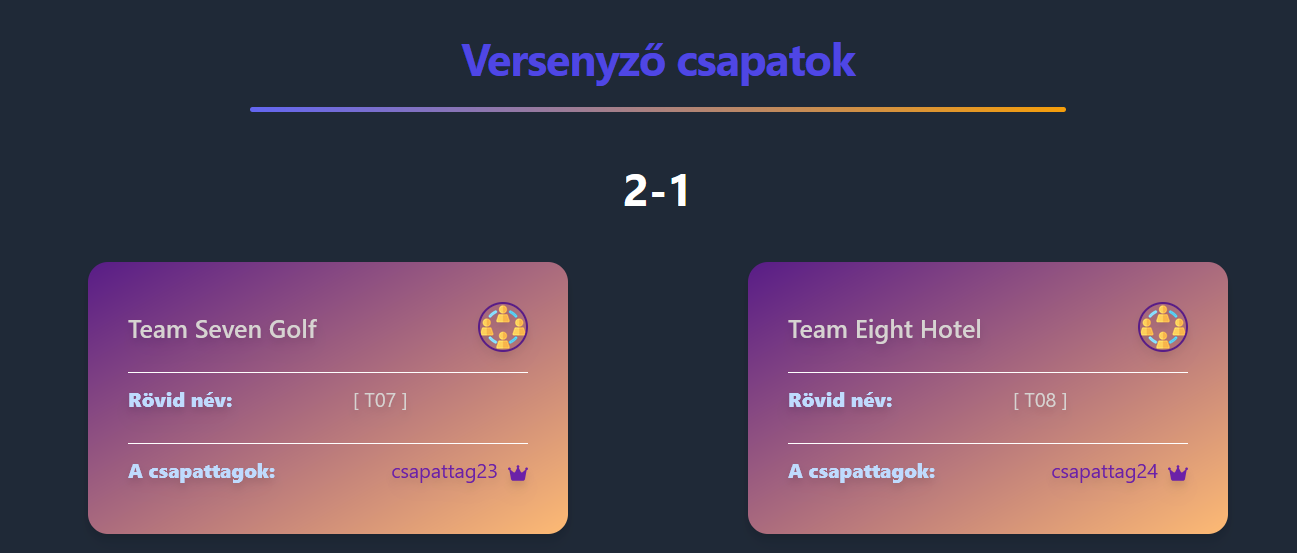 Versenyző csapatok
2-1
Team Seven Golf
Rövid név: [ T07 ]
A csapattagok: csapattag23
Team Eight Hotel
Rövid név: [ T08 ]
A csapattagok: csapattag24